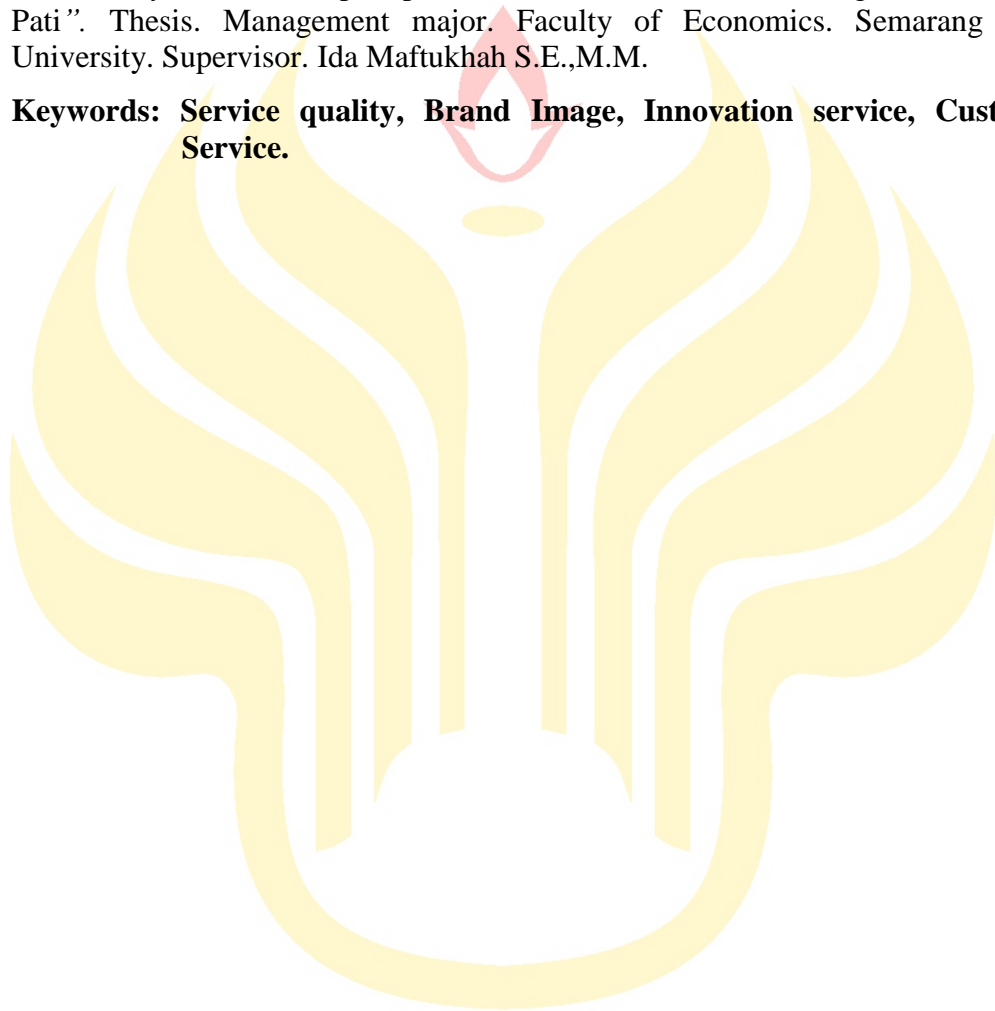 Pati”. Thesis. Management major. Faculty of Economics. Semarang
University. Supervisor. Ida Maftukhah S.E.,M.M.
Keywords: Service quality, Brand Image, Innovation service, Cust
Service.